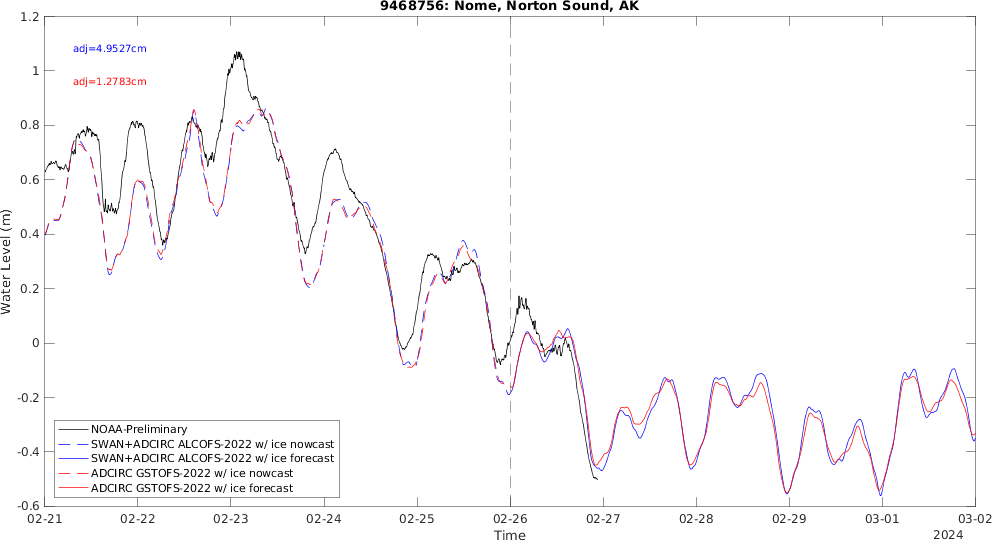 9468756: Nome, Norton Sound, AK
adj=4.9527cm
adj=1.2783cm
Water Level (m)
1.2
1
0.8
0.6
0.4
0.2
0
-0.2
-0.4
-0.6
NOAA-Preliminary
SWAN+ADCIRC ALCOFS-2022 w/ ice nowcast
SWAN+ADCIRC ALCOFS-2022 w/ ice forecast
ADCIRC GSTOFS-2022 w/ ice nowcast
ADCIRC GSTOFS-2022 w/ ice forecast
02-21 02-22 02-23 02-24 02-25 02-26 02-27 02-28 02-29 03-01 03-02
Time
2024